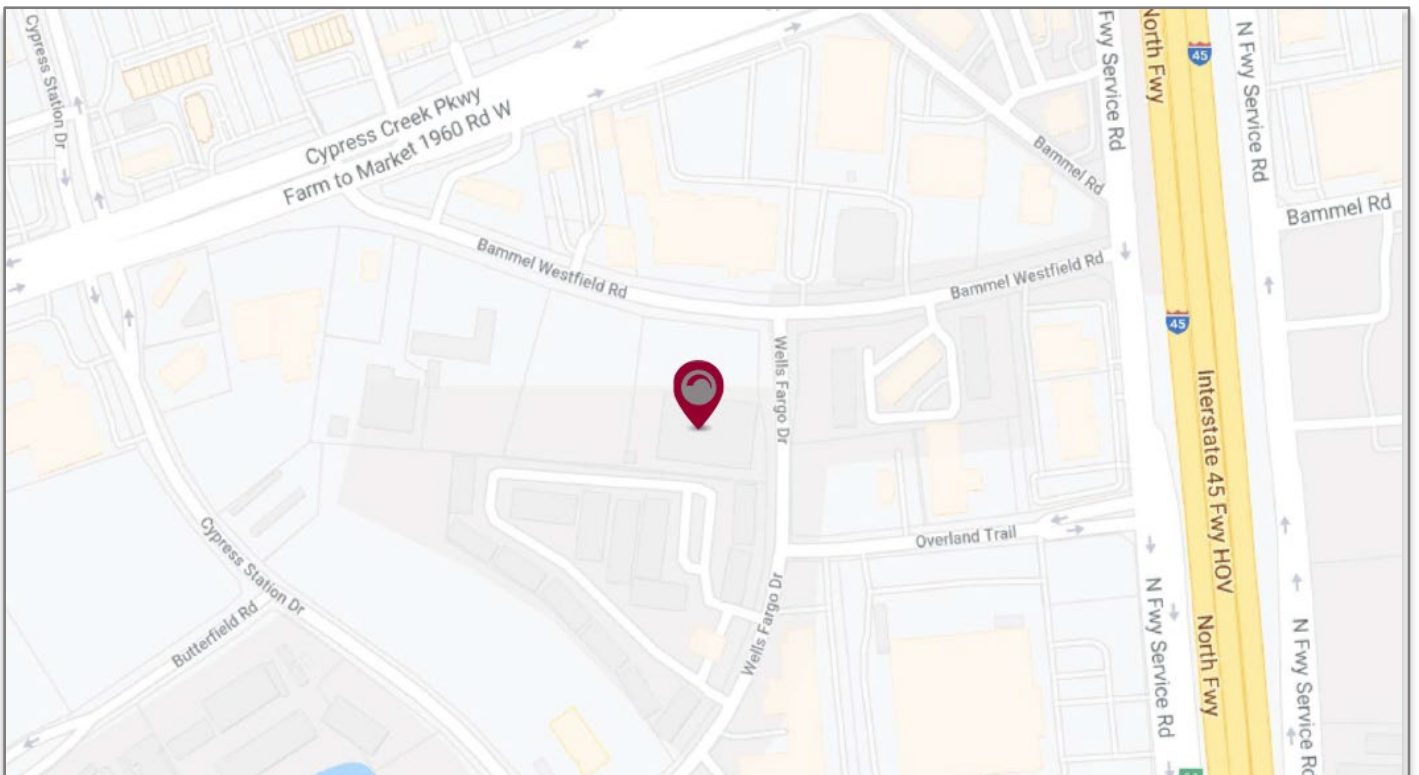 Cypress Station Dr
Cypress Creek Pkwy
Farm to Market 1960 Rd W
Fwy Service Rd
North Fwy
45
N Fwy Service Rd
Bammel Rd
Bammel Rd
Bammel Westfield Rd
Bammel Westfield Rd
45
Wells Fargo Dr
Interstate 45 Fwy HOV
Overland Trail
Cypress Station Dr
Butterfield Rd
Wells Fargo Dr
N Fwy Service Rd
North Fwy
N Fwy Service Rd